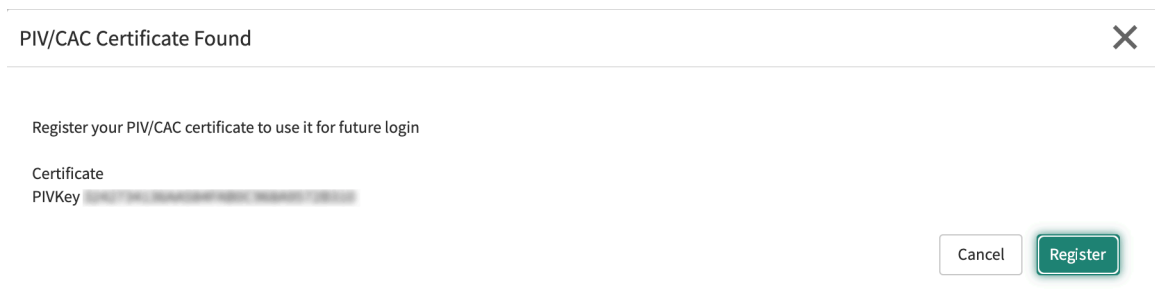 PIV/CAC Certificate Found
Register your PIV/CAC certificate to use it for future login
Certificate
PIVKey
Cancel
Register